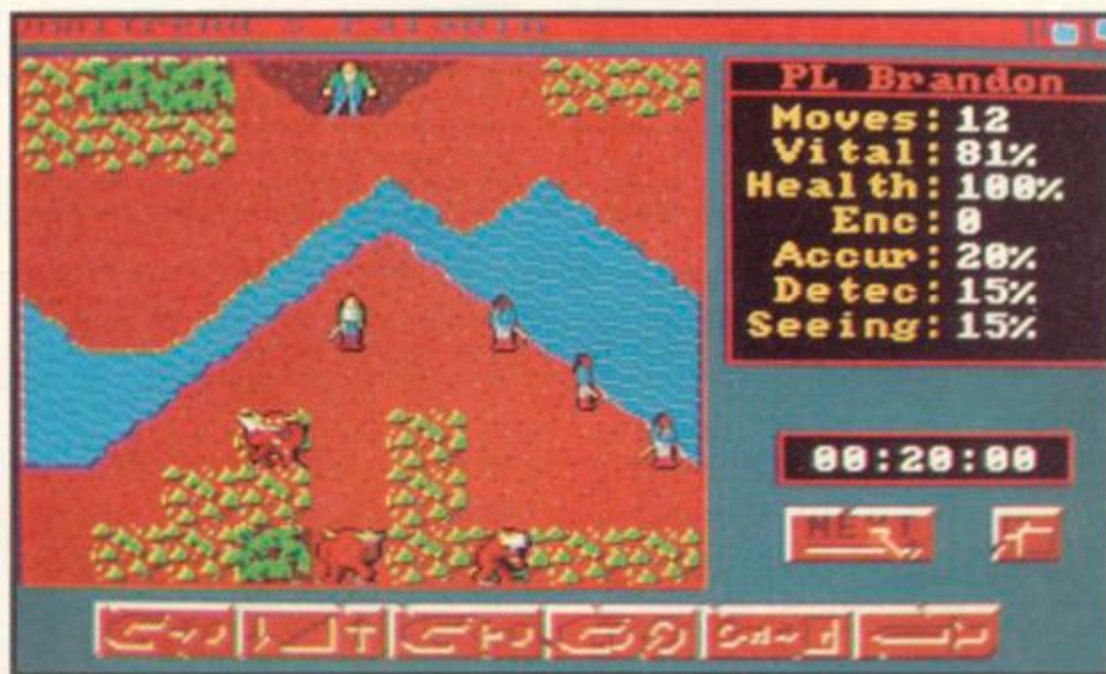 PL Brandon
Moves: 12
Vital: 81%
Health: 100%
Enc: 0
Accur: 20%
Detec: 15%
Seeing: 15%
00:20:00
NEXT